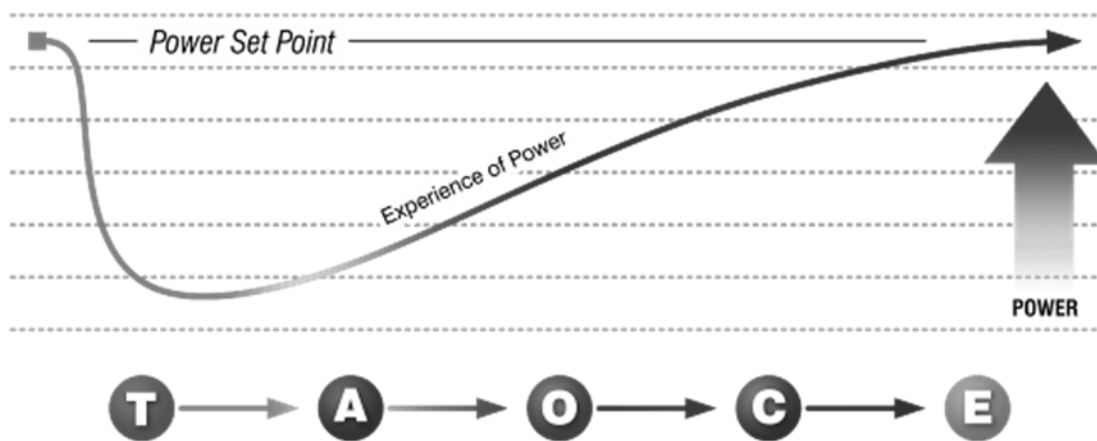 Power Set Point
Experience of Power
POWER
T A O C E